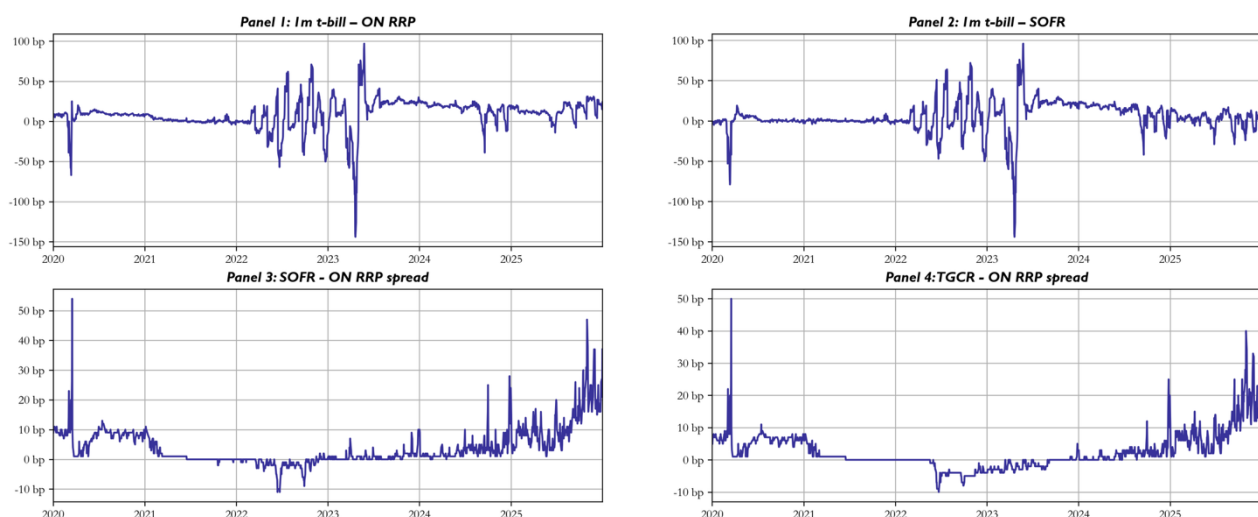 Panel 1: 1m t-bill – ON RRP
100 bp
50 bp
0 bp
-50 bp
-100 bp
-150 bp
2020 2021 2022 2023 2024 2025
Panel 2: 1m t-bill – SOFR
100 bp
50 bp
0 bp
-50 bp
-100 bp
-150 bp
2020 2021 2022 2023 2024 2025
Panel 3: SOFR - ON RRP spread
50 bp
40 bp
30 bp
20 bp
10 bp
0 bp
-10 bp
2020 2021 2022 2023 2024 2025
Panel 4: TGCR - ON RRP spread
50 bp
40 bp
30 bp
20 bp
10 bp
0 bp
-10 bp
2020 2021 2022 2023 2024 2025